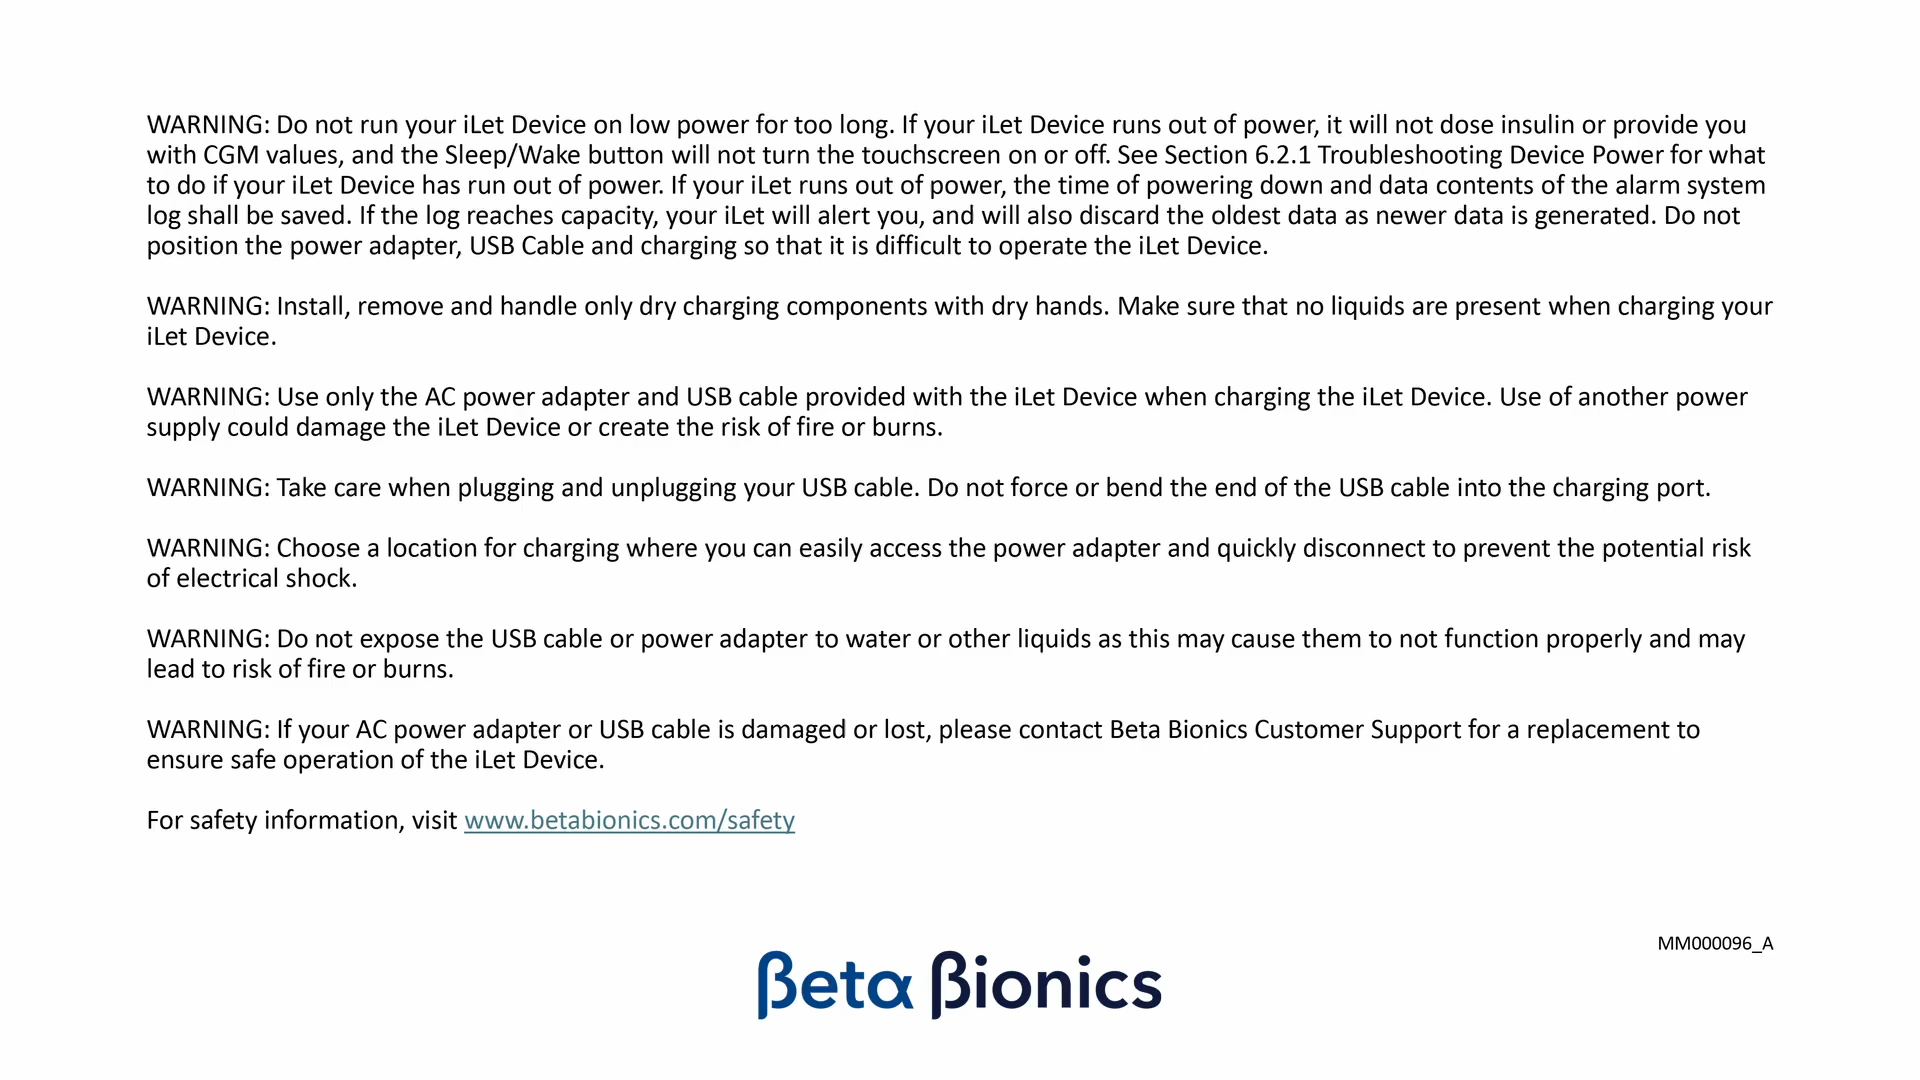 WARNING: Do not run your iLet Device on low power for too long. If your iLet Device runs out of power, it will not dose insulin or provide you
with CGM values, and the Sleep/Wake button will not turn the touchscreen on or off. See Section 6.2.1 Troubleshooting Device Power for what
to do if your iLet Device has run out of power. If your iLet runs out of power, the time of powering down and data contents of the alarm system
log shall be saved. If the log reaches capacity, your iLet will alert you, and will also discard the oldest data as newer data is generated. Do not
position the power adapter, USB Cable and charging so that it is difficult to operate the iLet Device.
WARNING: Install, remove and handle only dry charging components with dry hands. Make sure that no liquids are present when charging your
iLet Device.
WARNING: Use only the AC power adapter and USB cable provided with the iLet Device when charging the iLet Device. Use of another power
supply could damage the iLet Device or create the risk of fire or burns.
WARNING: Take care when plugging and unplugging your USB cable. Do not force or bend the end of the USB cable into the charging port.
WARNING: Choose a location for charging where you can easily access the power adapter and quickly disconnect to prevent the potential risk
of electrical shock.
WARNING: Do not expose the USB cable or power adapter to water or other liquids as this may cause them to not function properly and may
lead to risk of fire or burns.
WARNING: If your AC power adapter or USB cable is damaged or lost, please contact Beta Bionics Customer Support for a replacement to
ensure safe operation of the iLet Device.
For safety information, visit www.betabionics.com/safety
MM000096_A
βetα βionics